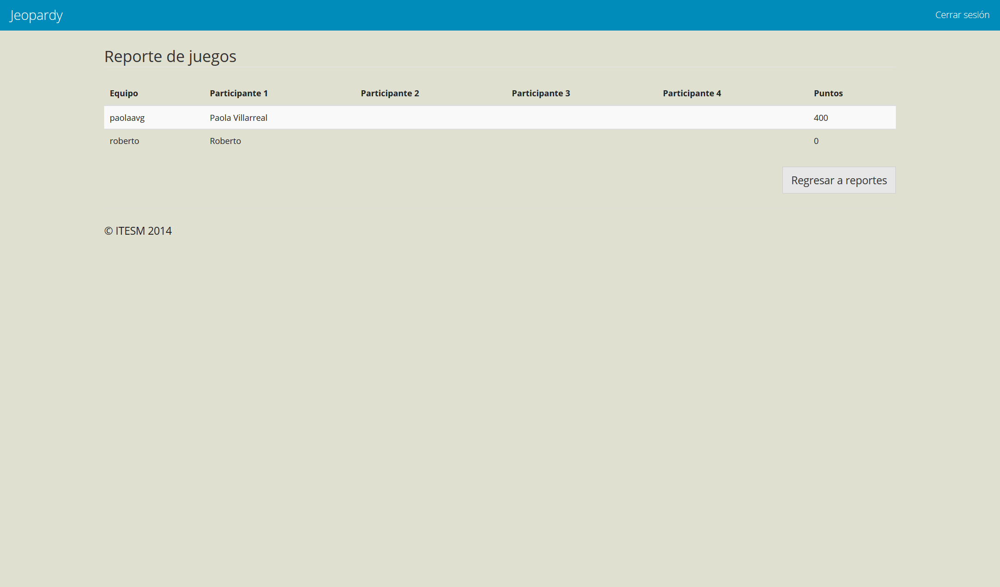 Jeopardy Cerrar sesión
Reporte de juegos
Equipo Participante 1 Participante 2 Participante 3 Participante 4 Puntos
paolaavg Paola Villarreal 400
roberto Roberto 0
Regresar a reportes
© ITESM 2014